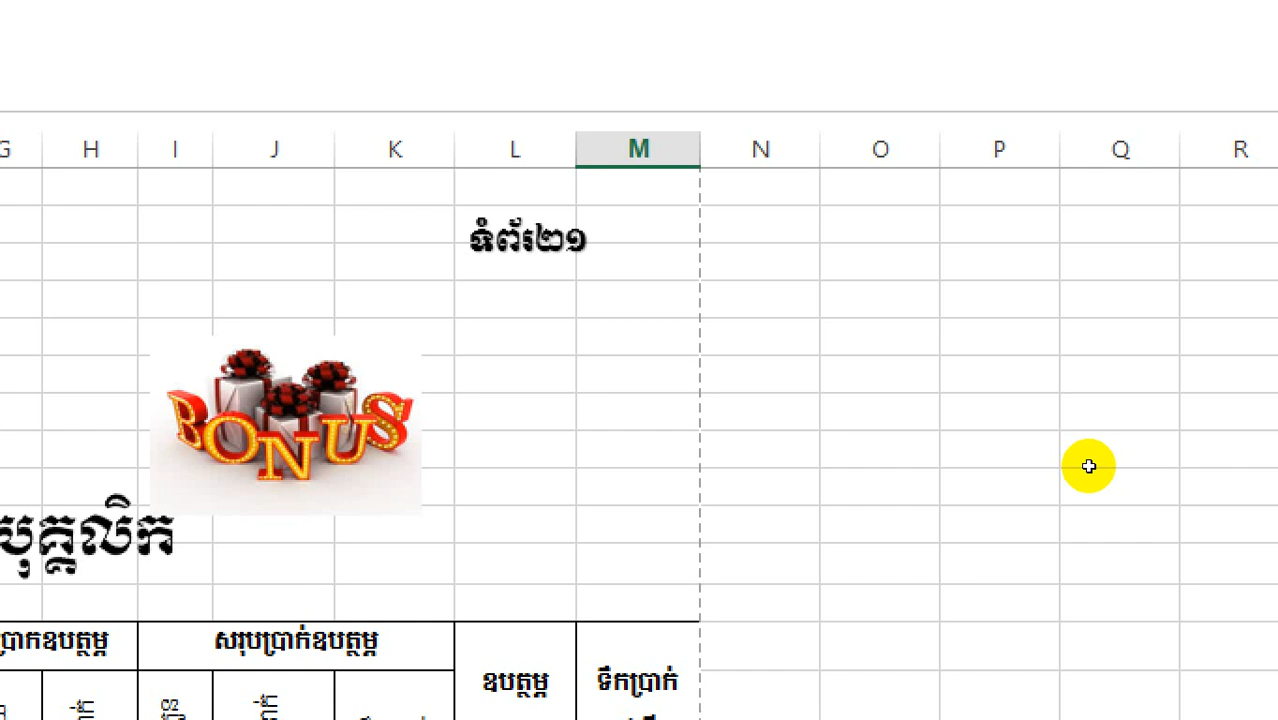 G H I J K L M N O P Q R
ទំព័រ២១
BONUS
បុគ្គលិក
ប្រាក់ឧបត្ថម្ភ សរុបប្រាក់ឧបត្ថម្ភ
ឧបត្ថម្ភ ទឹកប្រាក់